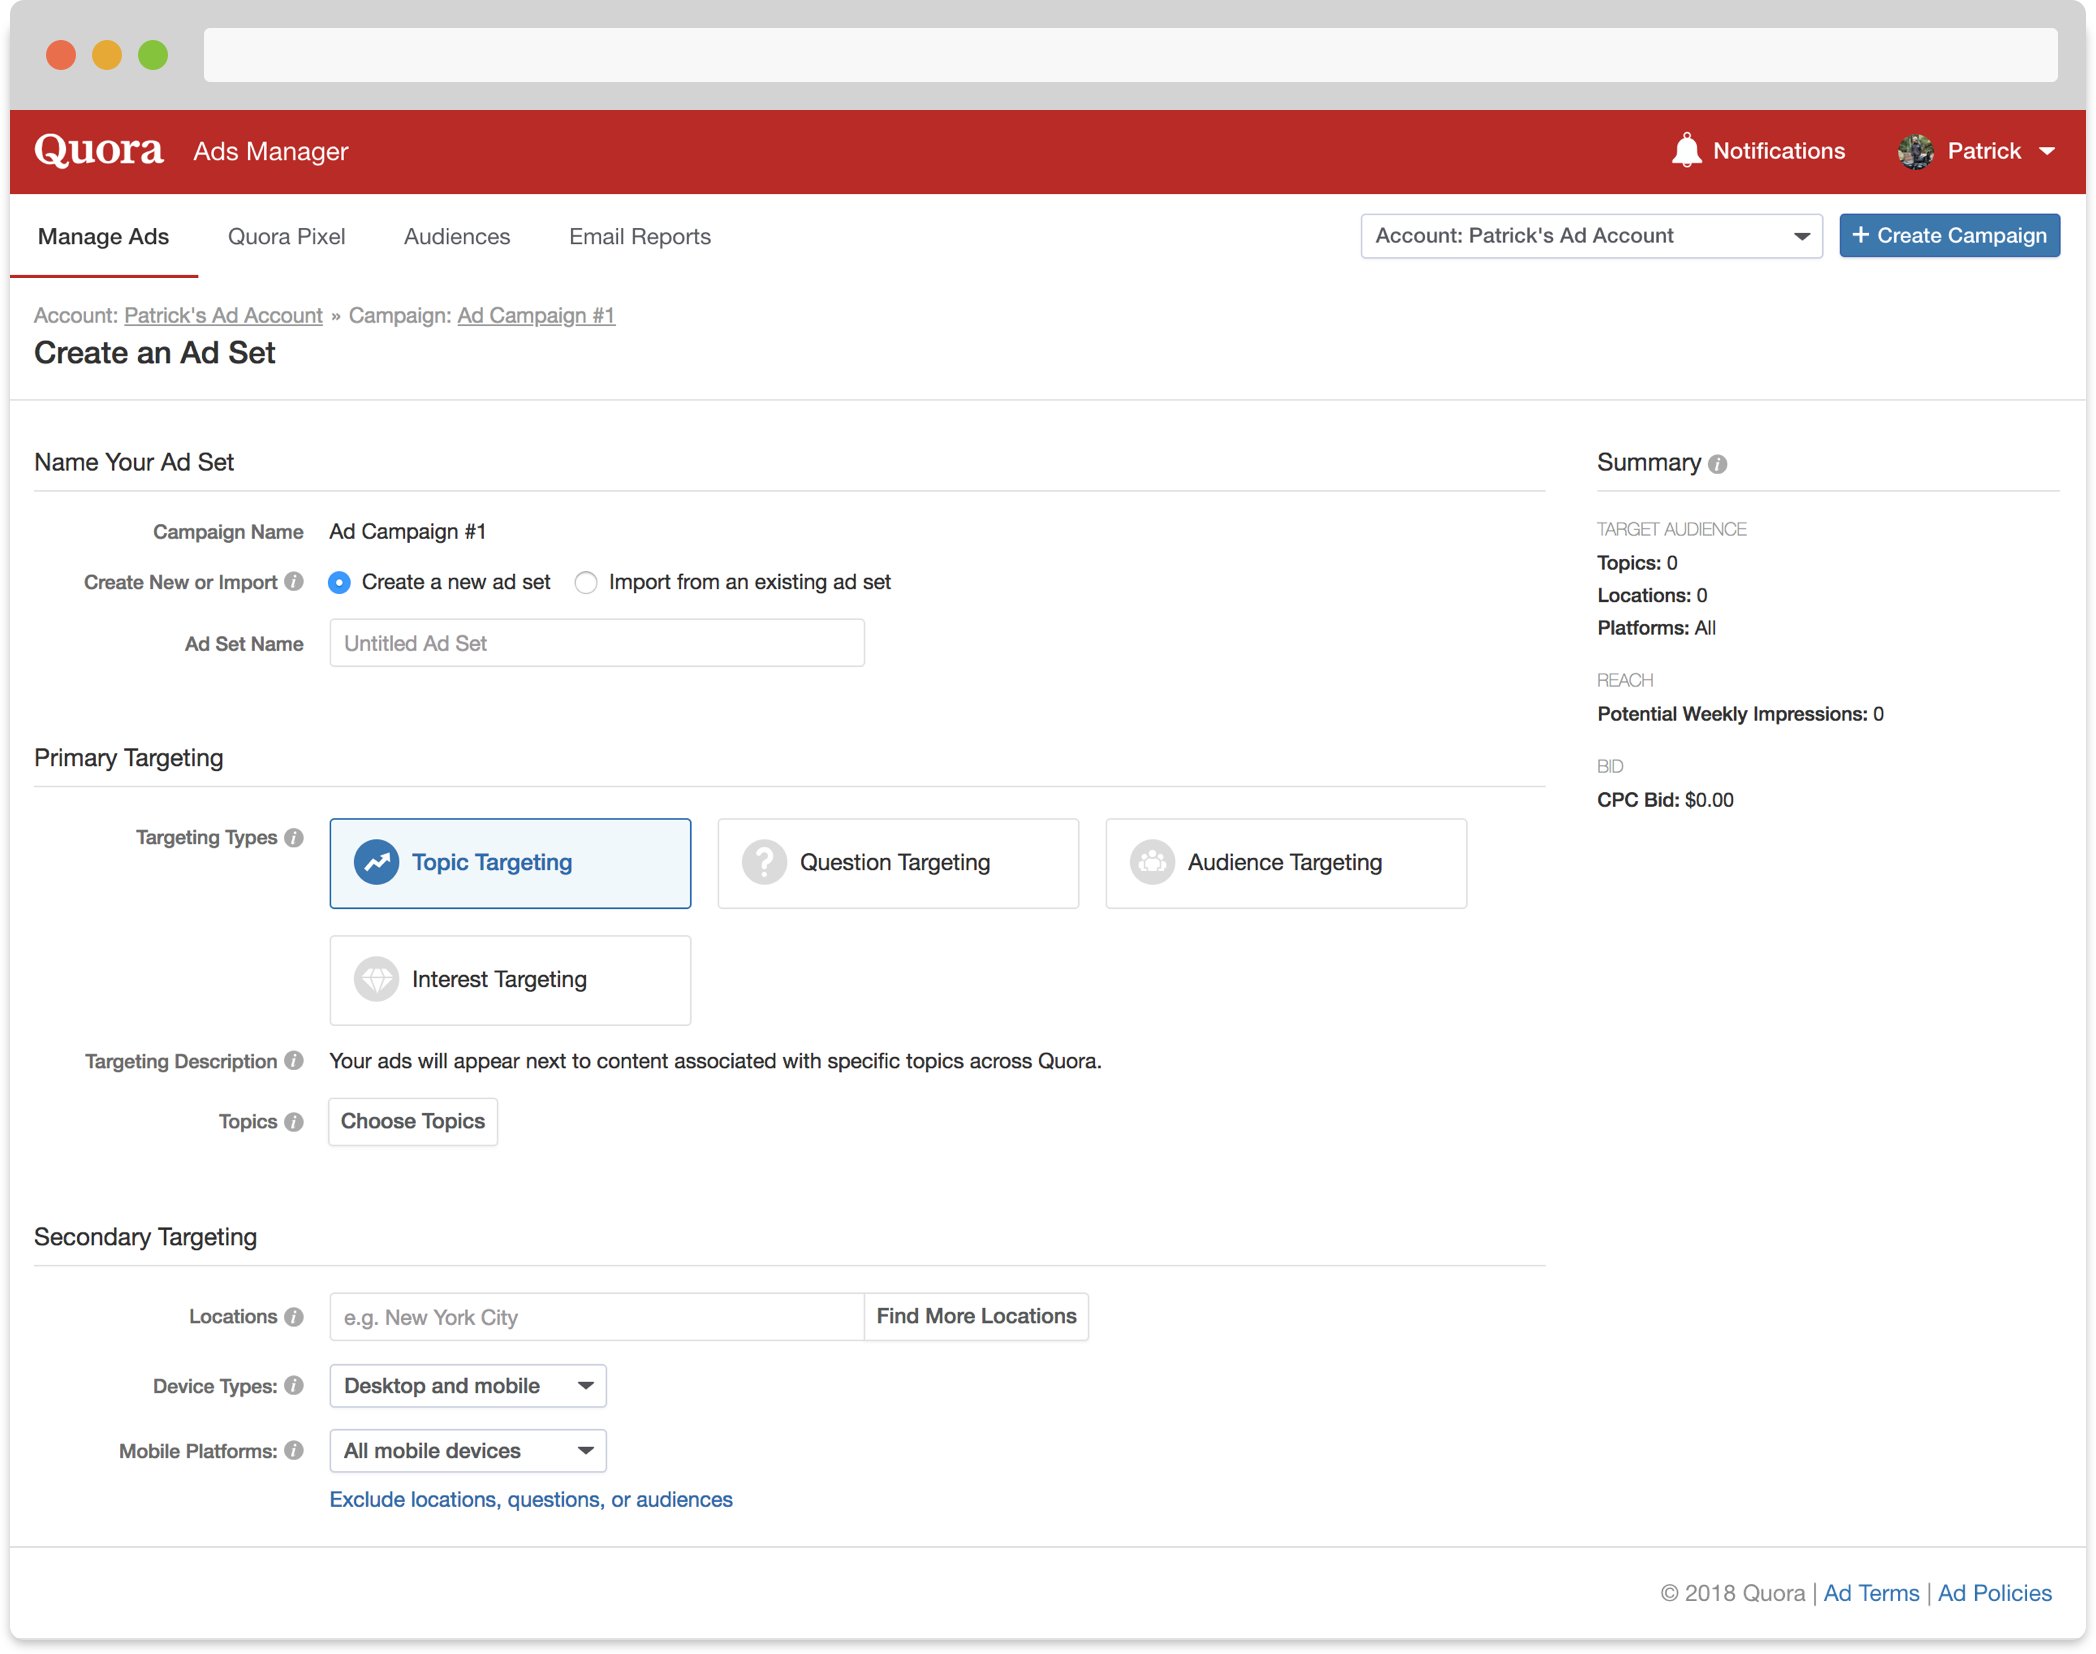 Quora Ads Manager Notifications Patrick
Manage Ads Quora Pixel Audiences Email Reports Account: Patrick's Ad Account + Create Campaign
Account: Patrick's Ad Account » Campaign: Ad Campaign #1
Create an Ad Set
Name Your Ad Set
Campaign Name Ad Campaign #1
Create New or Import i Create a new ad set Import from an existing ad set
Ad Set Name Untitled Ad Set
Primary Targeting
Targeting Types i Topic Targeting ? Question Targeting Audience Targeting
Interest Targeting
Targeting Description i Your ads will appear next to content associated with specific topics across Quora.
Topics i Choose Topics
Secondary Targeting
Locations i e.g. New York City Find More Locations
Device Types: i Desktop and mobile
Mobile Platforms: i All mobile devices
Exclude locations, questions, or audiences
Summary i
TARGET AUDIENCE
Topics: 0
Locations: 0
Platforms: All
REACH
Potential Weekly Impressions: 0
BID
CPC Bid: $0.00
© 2018 Quora | Ad Terms | Ad Policies